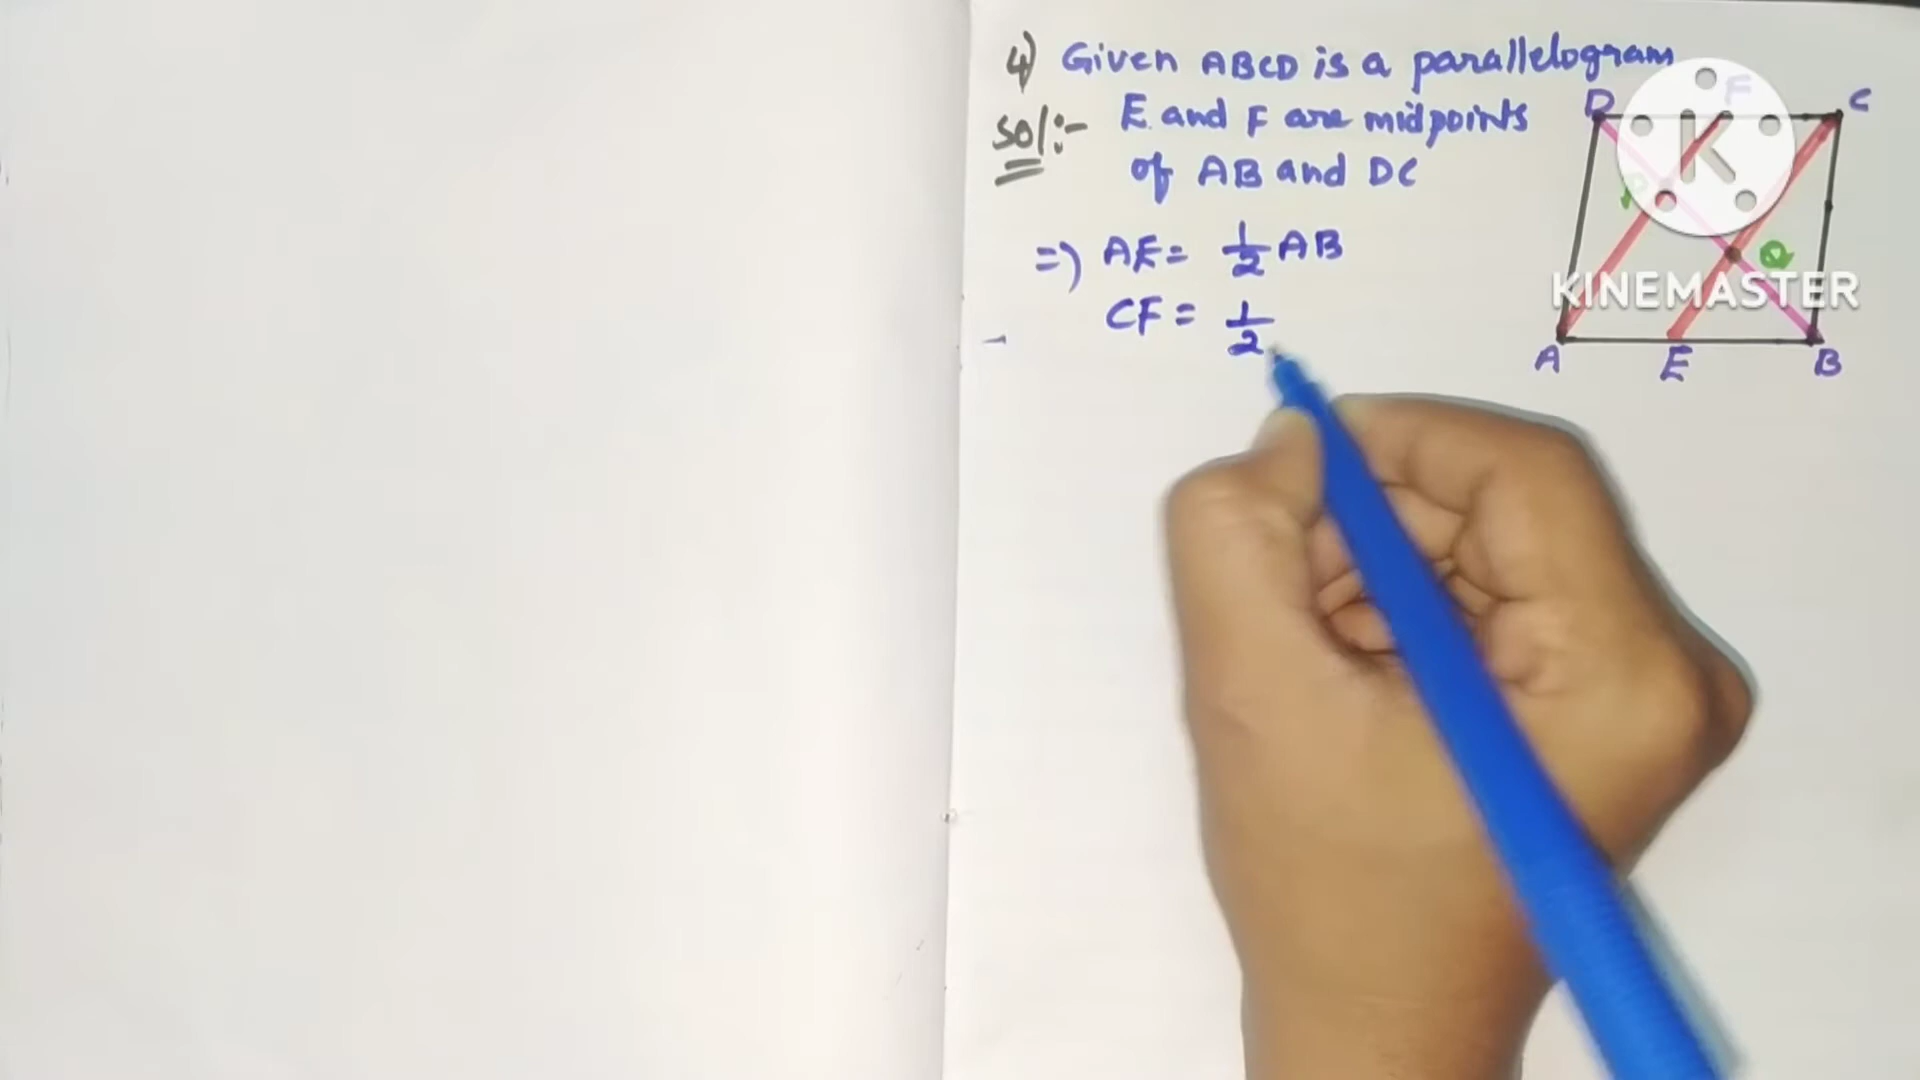 4) Given ABCD is a parallelogram
Sol:- E and F are midpoints
of AB and DC
=) AE = 1/2 AB
CF = 1/2
D F C
P
Q
KINEMASTER
A E B